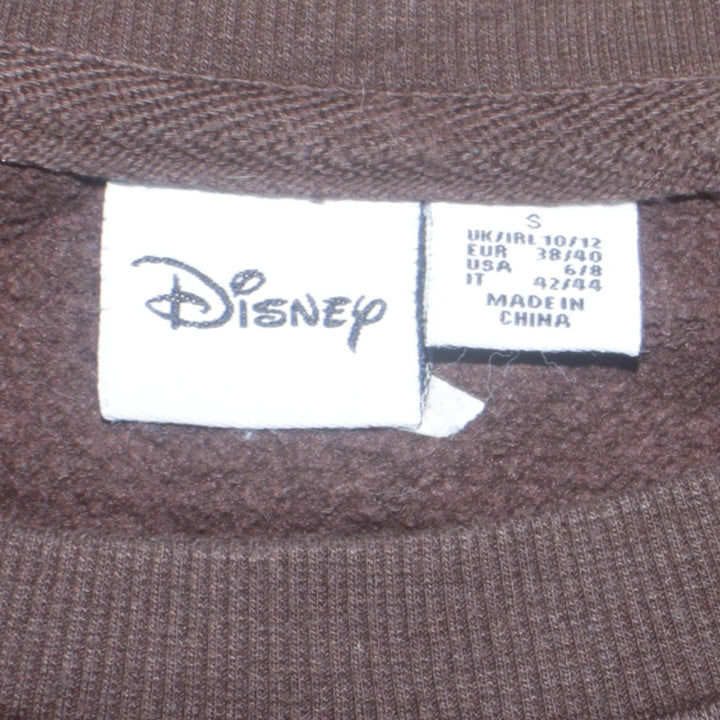 Disney
S
UK/IRL 10/12
EUR 38/40
USA 6/8
IT 42/44
MADE IN
CHINA